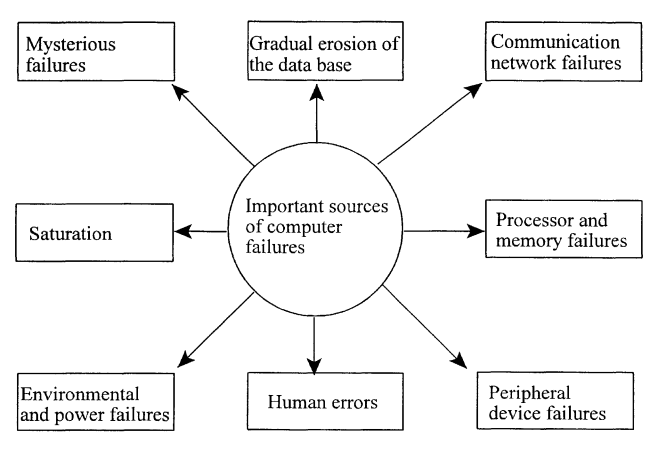 Mysterious
failures
Gradual erosion of
the data base
Communication
network failures
Important sources
of computer
failures
Saturation
Processor and
memory failures
Environmental
and power failures
Human errors
Peripheral
device failures